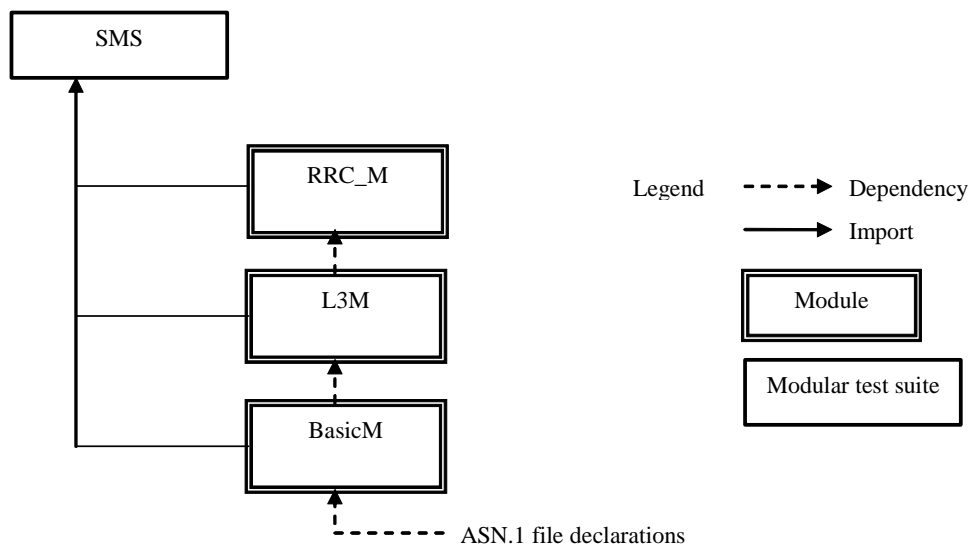 SMS
RRC_M
Legend
Dependency
Import
L3M
Module
Modular test suite
BasicM
ASN.1 file declarations